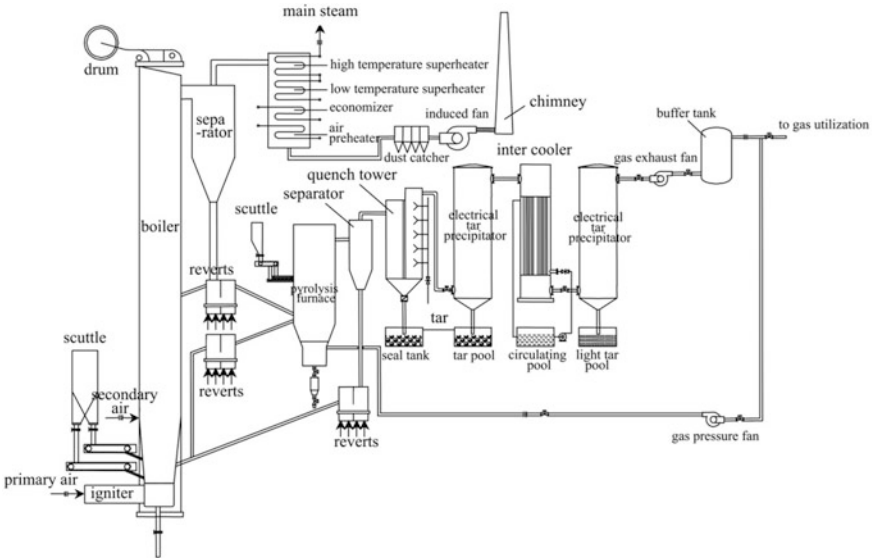 main steam
drum
high temperature superheater
low temperature superheater
economizer
air
preheater
induced fan
chimney
dust catcher
sepa
-rator
buffer tank
to gas utilization
inter cooler
gas exhaust fan
quench tower
separator
scuttle
boiler
electrical
tar
precipitator
electrical
tar
precipitator
reverts
pyrolysis
furnace
tar
scuttle
seal tank
tar pool
circulating
pool
light tar
pool
reverts
secondary
air
reverts
gas pressure fan
primary air
igniter